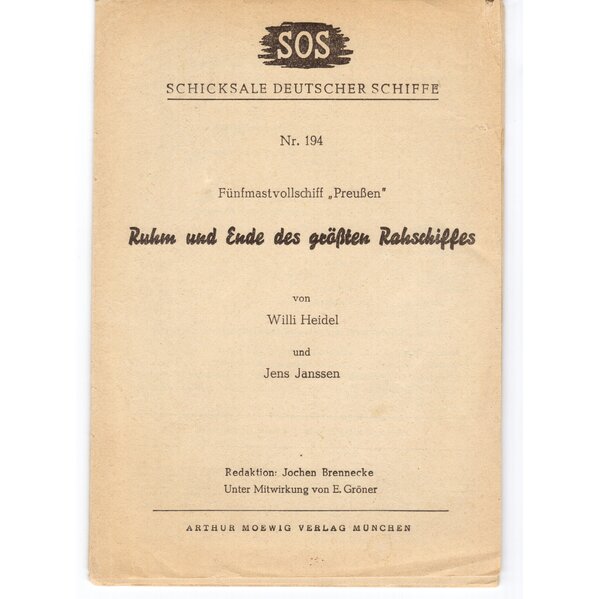 SOS
SCHICKSALE DEUTSCHER SCHIFFE
Nr. 194
Fünfmastvollschiff „Preußen"
Ruhm und Ende des größten Rahschiffes
von
Willi Heidel
und
Jens Janssen
Redaktion: Jochen Brennecke
Unter Mitwirkung von E. Gröner
ARTHUR MOEWIG VERLAG MÜNCHEN